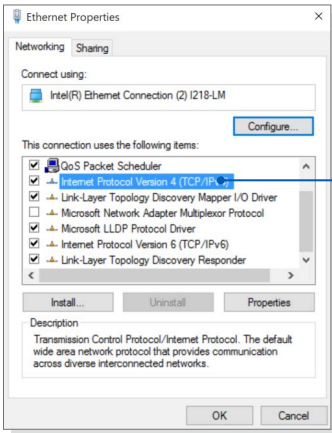 Ethernet Properties
Networking Sharing
Connect using:
Intel(R) Ethernet Connection (2) I218-LM
Configure...
This connection uses the following items:
QoS Packet Scheduler
Internet Protocol Version 4 (TCP/IPv4)
Link-Layer Topology Discovery Mapper I/O Driver
Microsoft Network Adapter Multiplexor Protocol
Microsoft LLDP Protocol Driver
Internet Protocol Version 6 (TCP/IPv6)
Link-Layer Topology Discovery Responder
Install... Uninstall Properties
Description
Transmission Control Protocol/Internet Protocol. The default
wide area network protocol that provides communication
across diverse interconnected networks.
OK Cancel